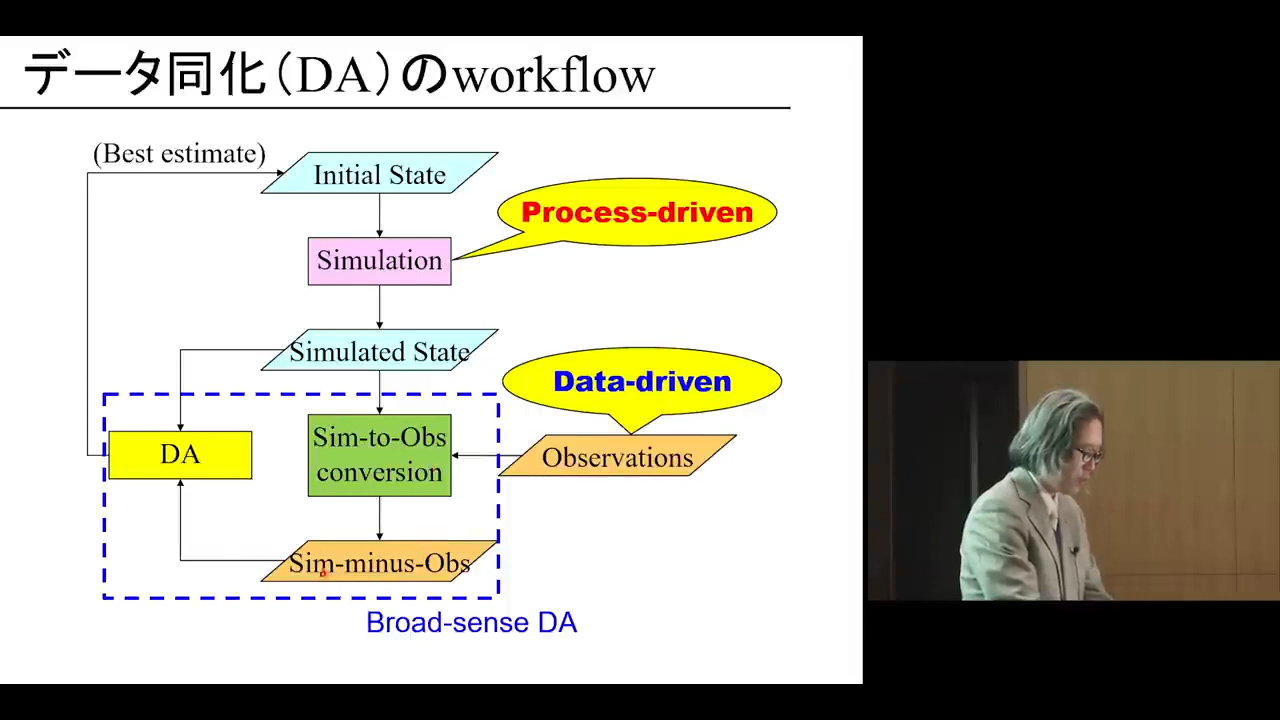 データ同化（DA）のworkflow
(Best estimate)
Initial State
Process-driven
Simulation
Simulated State
Data-driven
Sim-to-Obs
conversion
DA
Observations
Sim-minus-Obs
Broad-sense DA